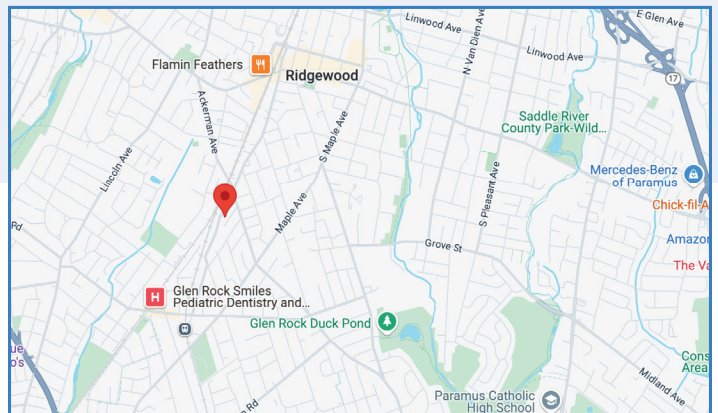 Linwood Ave
E Glen Ave
N Van Dien Ave
Linwood Ave
Flamin Feathers
Ridgewood
17
Ackerman Ave
S Maple Ave
Saddle River
County Park-Wild...
Lincoln Ave
Mercedes-Benz
of Paramus
S Pleasant Ave
Chick-fil-A
Maple Ave
Rd
Grove St
Amazo
The Va
H
Glen Rock Smiles
Pediatric Dentistry and...
Glen Rock Duck Pond
ue
o's
Cons
Area
Midland Ave
Paramus Catholic
High School
Rd